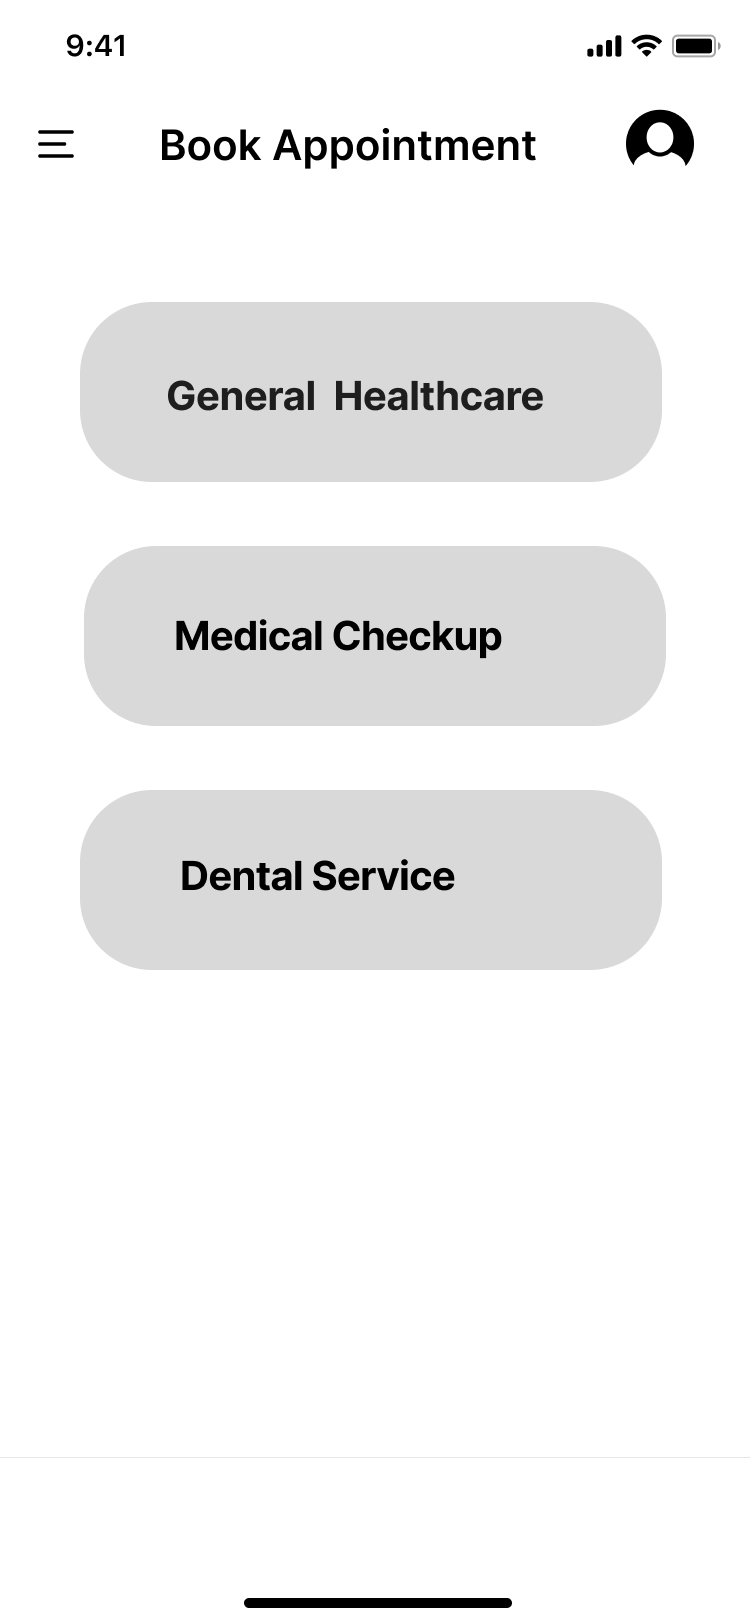 9:41
Book Appointment
General  Healthcare
Medical Checkup
Dental Service